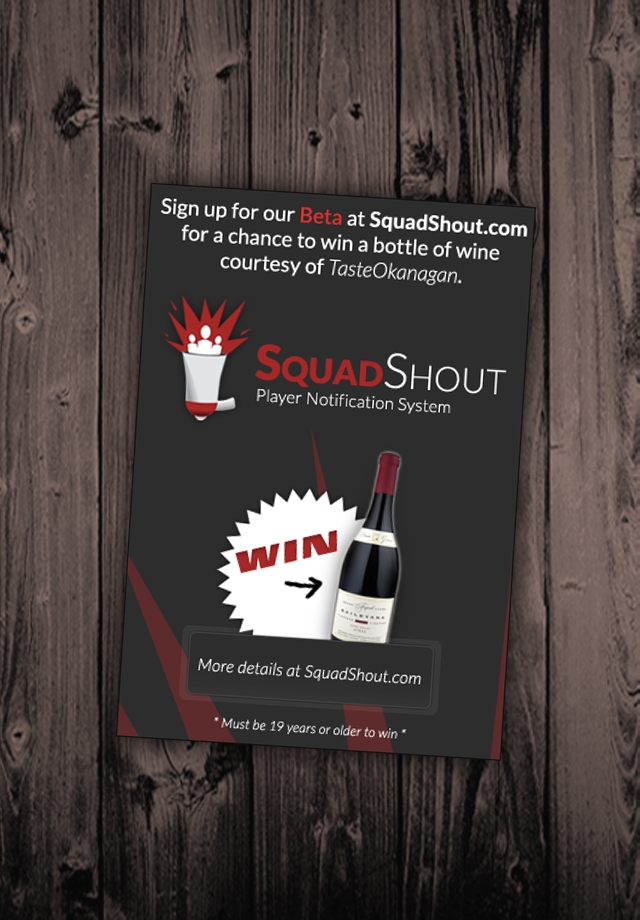 Sign up for our Beta at SquadShout.com
for a chance to win a bottle of wine
courtesy of TasteOkanagan.
SQUADSHOUT
Player Notification System
WIN
More details at SquadShout.com
* Must be 19 years or older to win *